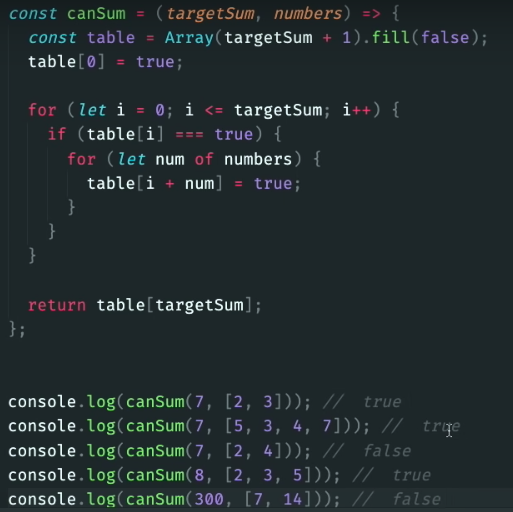 const canSum = (targetSum, numbers) => {
  const table = Array(targetSum + 1).fill(false);
  table[0] = true;

  for (let i = 0; i <= targetSum; i++) {
    if (table[i] === true) {
      for (let num of numbers) {
        table[i + num] = true;
      }
    }
  }

  return table[targetSum];
};

console.log(canSum(7, [2, 3])); //  true
console.log(canSum(7, [5, 3, 4, 7])); //  true
console.log(canSum(7, [2, 4])); //  false
console.log(canSum(8, [2, 3, 5])); //  true
console.log(canSum(300, [7, 14])); //  false